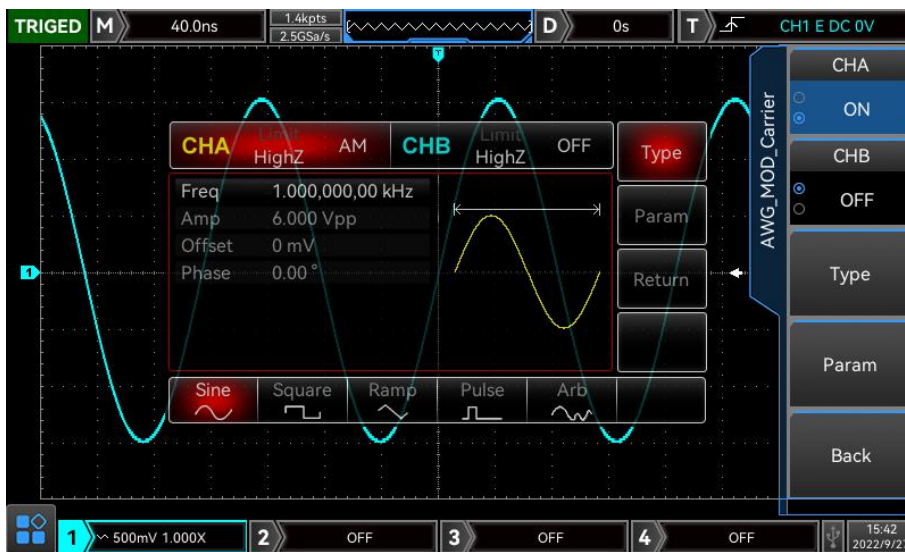 TRIGED M 40.0ns 1.4kpts 2.5GSa/s D 0s T CH1 E DC 0V
T
CHA
ON
CHB
OFF
Type
Param
Back
AWG_MOD_Carrier
CHA Limit HighZ AM CHB Limit HighZ OFF
Type
Param
Return
Freq 1.000,000,00 kHz
Amp 6.000 Vpp
Offset 0 mV
Phase 0.00 °
1
Sine Square Ramp Pulse Arb
1 500mV 1.000X 2 OFF 3 OFF 4 OFF
15:42
2022/9/27